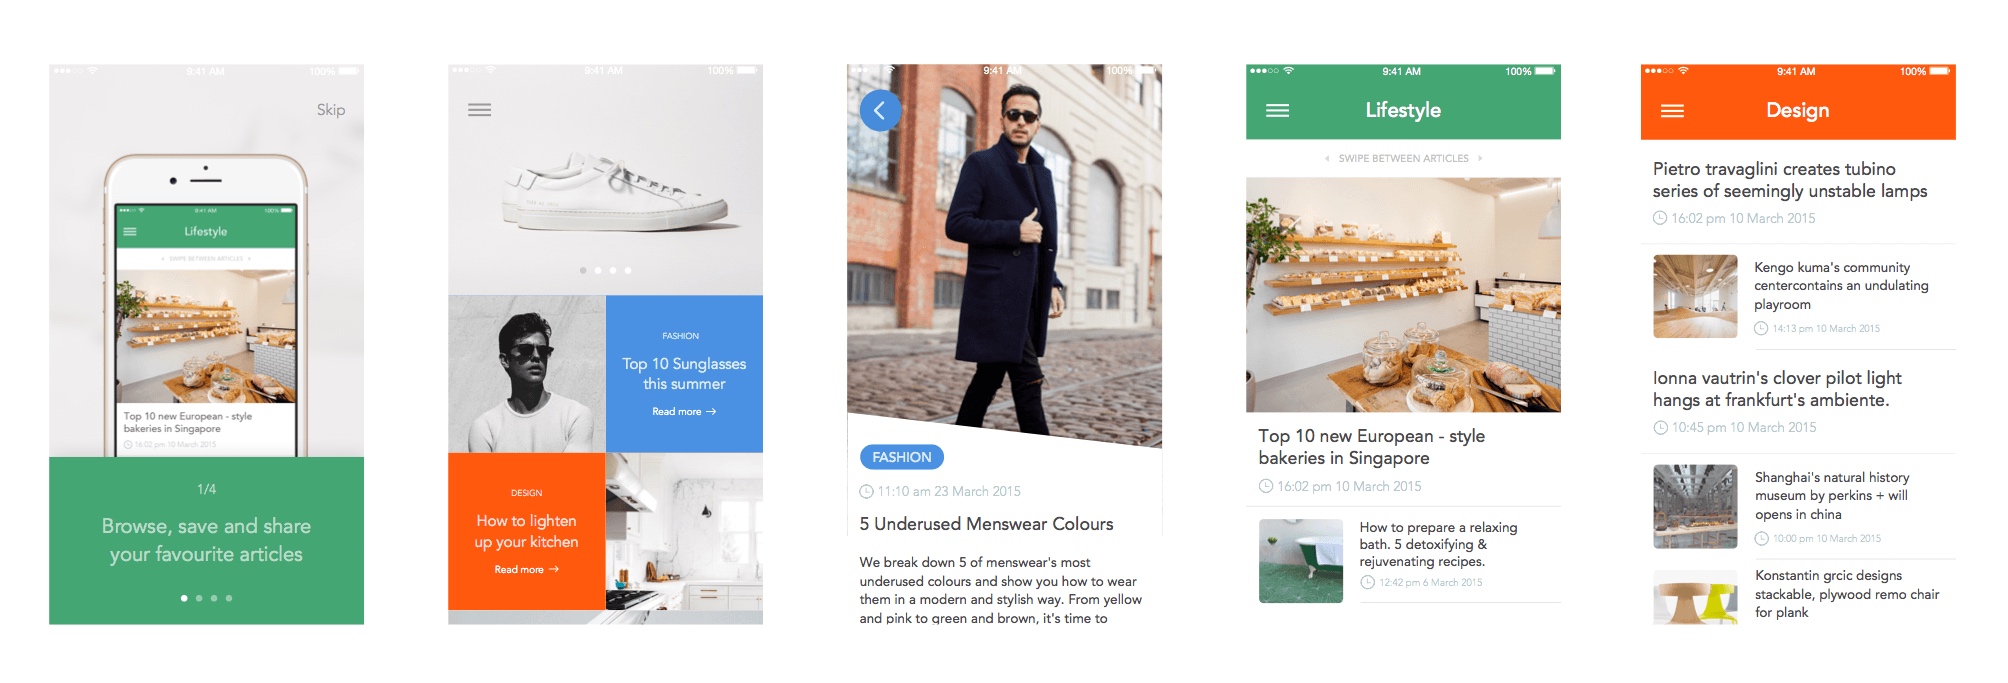 9:41 AM 100%
Skip
9:41 AM 100%
Lifestyle
SWIPE BETWEEN ARTICLES
Top 10 new European - style
bakeries in Singapore
16:02 pm 10 March 2015
1/4
Browse, save and share
your favourite articles
9:41 AM 100%
FASHION
Top 10 Sunglasses
this summer
Read more →
DESIGN
How to lighten
up your kitchen
Read more →
9:41 AM 100%
FASHION
11:10 am 23 March 2015
5 Underused Menswear Colours
We break down 5 of menswear's most
underused colours and show you how to wear
them in a modern and stylish way. From yellow
and pink to green and brown, it's time to
9:41 AM 100%
Lifestyle
SWIPE BETWEEN ARTICLES
Top 10 new European - style
bakeries in Singapore
16:02 pm 10 March 2015
How to prepare a relaxing
bath. 5 detoxifying &
rejuvenating recipes.
12:42 pm 6 March 2015
9:41 AM 100%
Design
Pietro travaglini creates tubino
series of seemingly unstable lamps
16:02 pm 10 March 2015
Kengo kuma's community
centercontains an undulating
playroom
14:13 pm 10 March 2015
Ionna vautrin's clover pilot light
hangs at frankfurt's ambiente.
10:45 pm 10 March 2015
Shanghai's natural history
museum by perkins + will
opens in china
10:00 pm 10 March 2015
Konstantin grcic designs
stackable, plywood remo chair
for plank